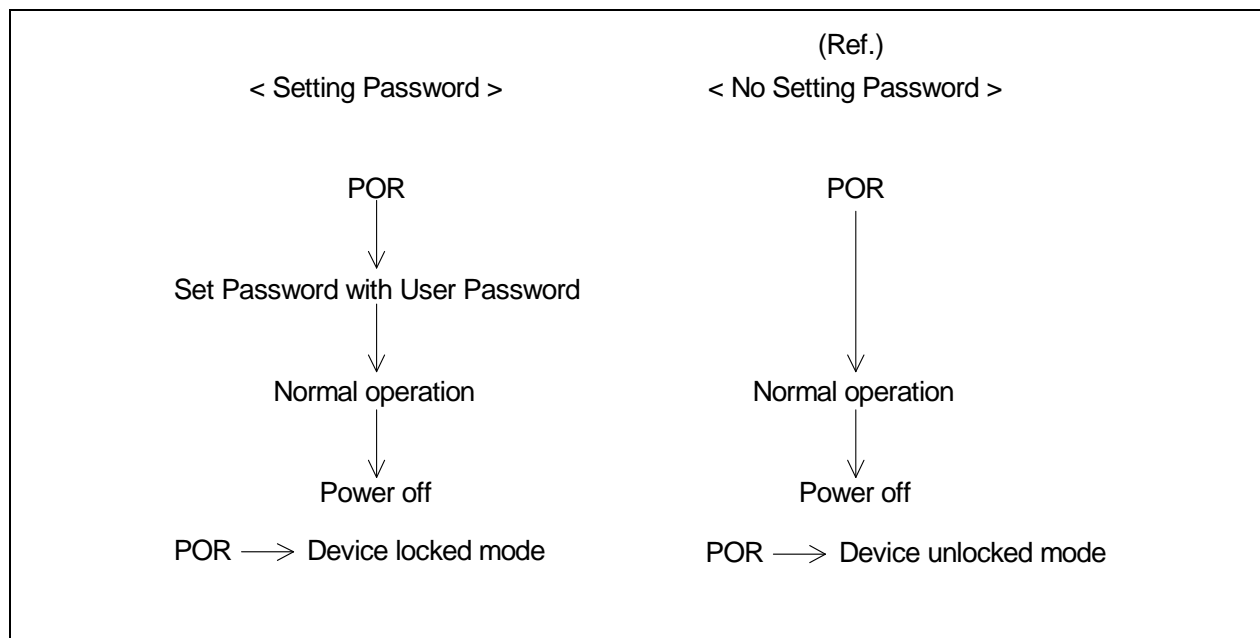 (Ref.)
< Setting Password >
< No Setting Password >
POR
POR
Set Password with User Password
Normal operation
Normal operation
Power off
Power off
POR
Device locked mode
POR
Device unlocked mode